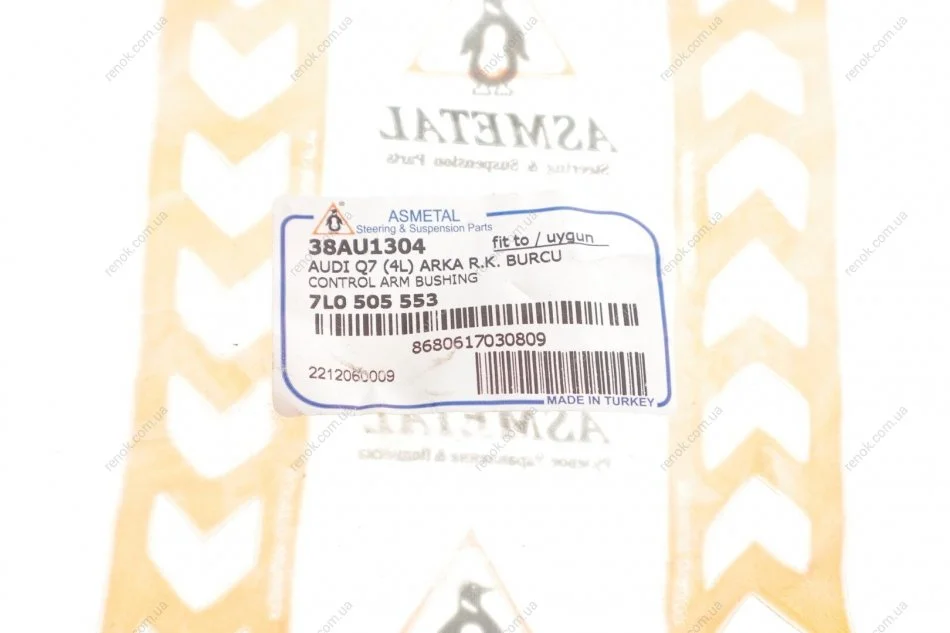 ASMETAL
Steering & Suspension Parts
ASMETAL
Steering & Suspension Parts
38AU1304
fit to / uygun
AUDI Q7 (4L) ARKA R.K. BURCU
CONTROL ARM BUSHING
7L0 505 553
8680617030809
2212060009
MADE IN TURKEY
ASMETAL
renok.com.ua